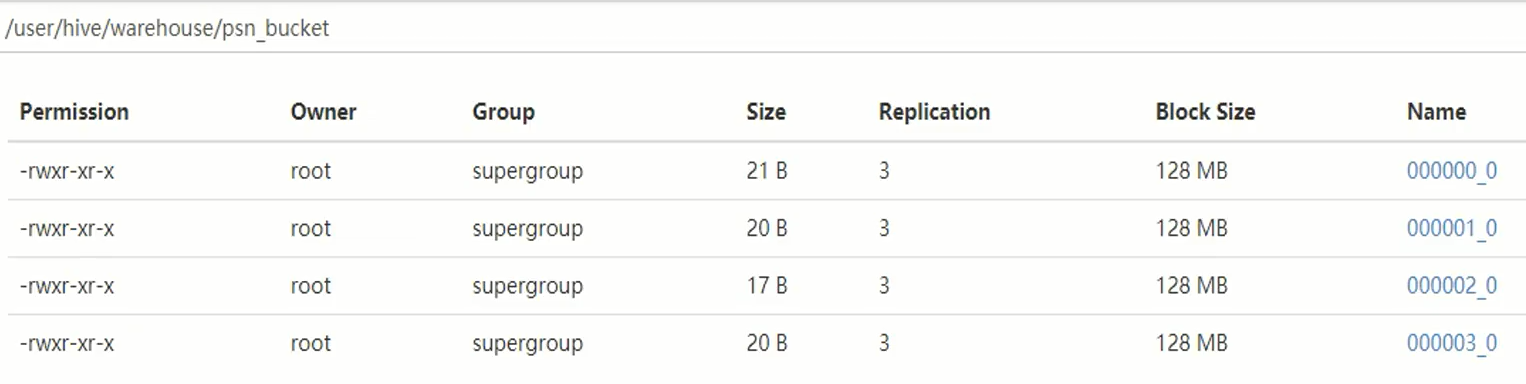 /user/hive/warehouse/psn_bucket
Permission Owner Group Size Replication Block Size Name
-rwxr-xr-x root supergroup 21 B 3 128 MB 000000_0
-rwxr-xr-x root supergroup 20 B 3 128 MB 000001_0
-rwxr-xr-x root supergroup 17 B 3 128 MB 000002_0
-rwxr-xr-x root supergroup 20 B 3 128 MB 000003_0